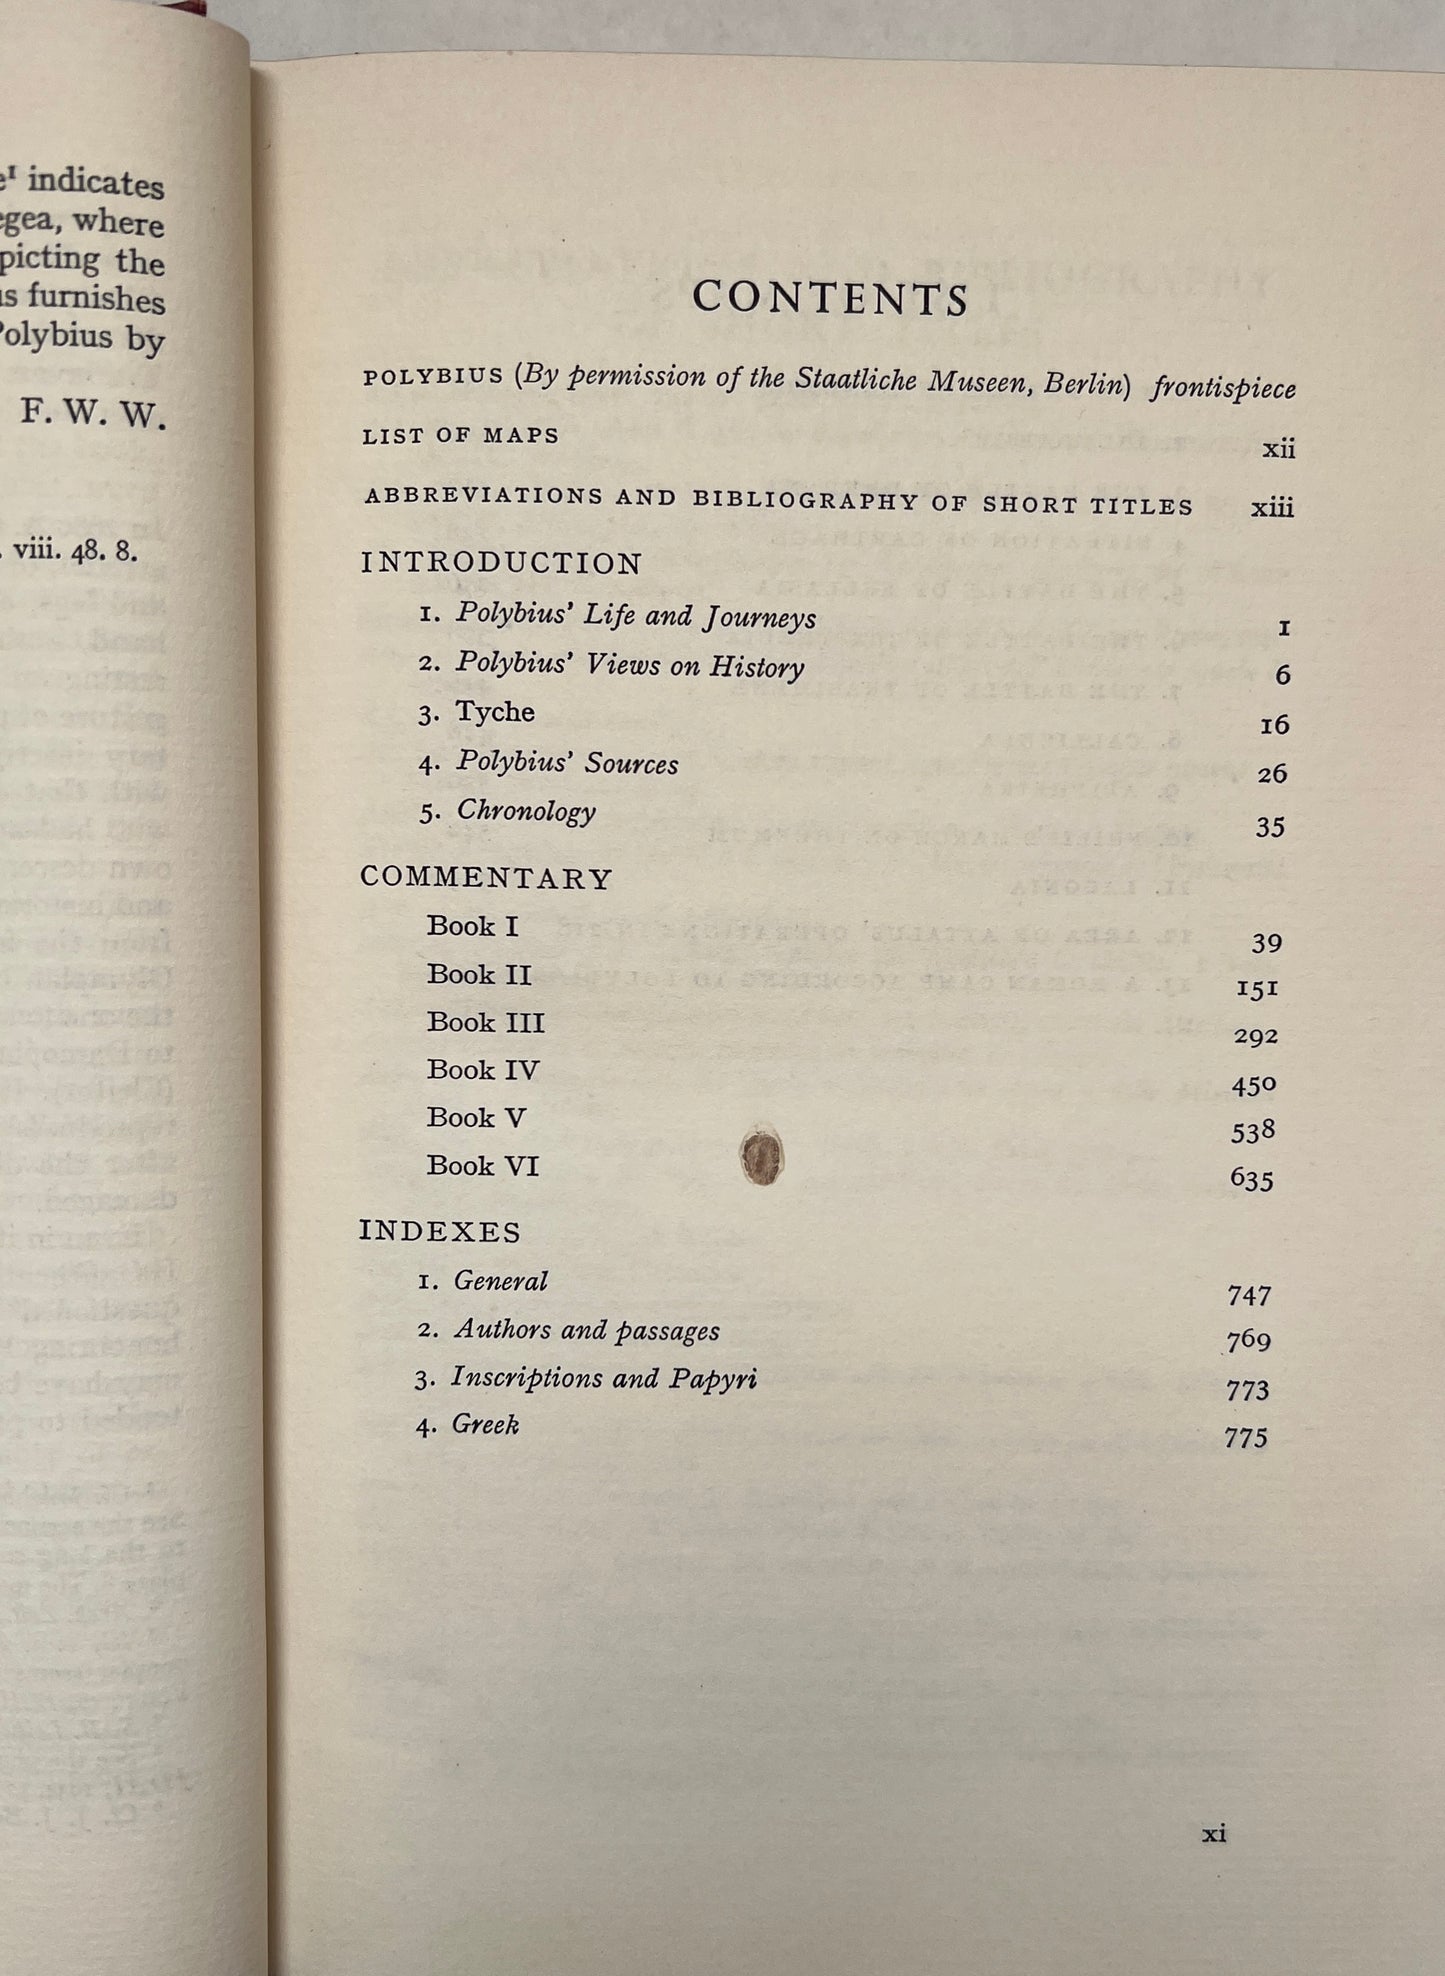 indicates
where
picting the
us furnishes
Polybius by
F. W. W.
viii. 48. 8.
CONTENTS
POLYBIUS (By permission of the Staatliche Museen, Berlin) frontispiece
LIST OF MAPS xii
ABBREVIATIONS AND BIBLIOGRAPHY OF SHORT TITLES xiii
INTRODUCTION
1. Polybius' Life and Journeys 1
2. Polybius' Views on History 6
3. Tyche 16
4. Polybius' Sources 26
5. Chronology 35
COMMENTARY
Book I 39
Book II 151
Book III 292
Book IV 450
Book V 538
Book VI 635
INDEXES
1. General 747
2. Authors and passages 769
3. Inscriptions and Papyri 773
4. Greek 775
xi